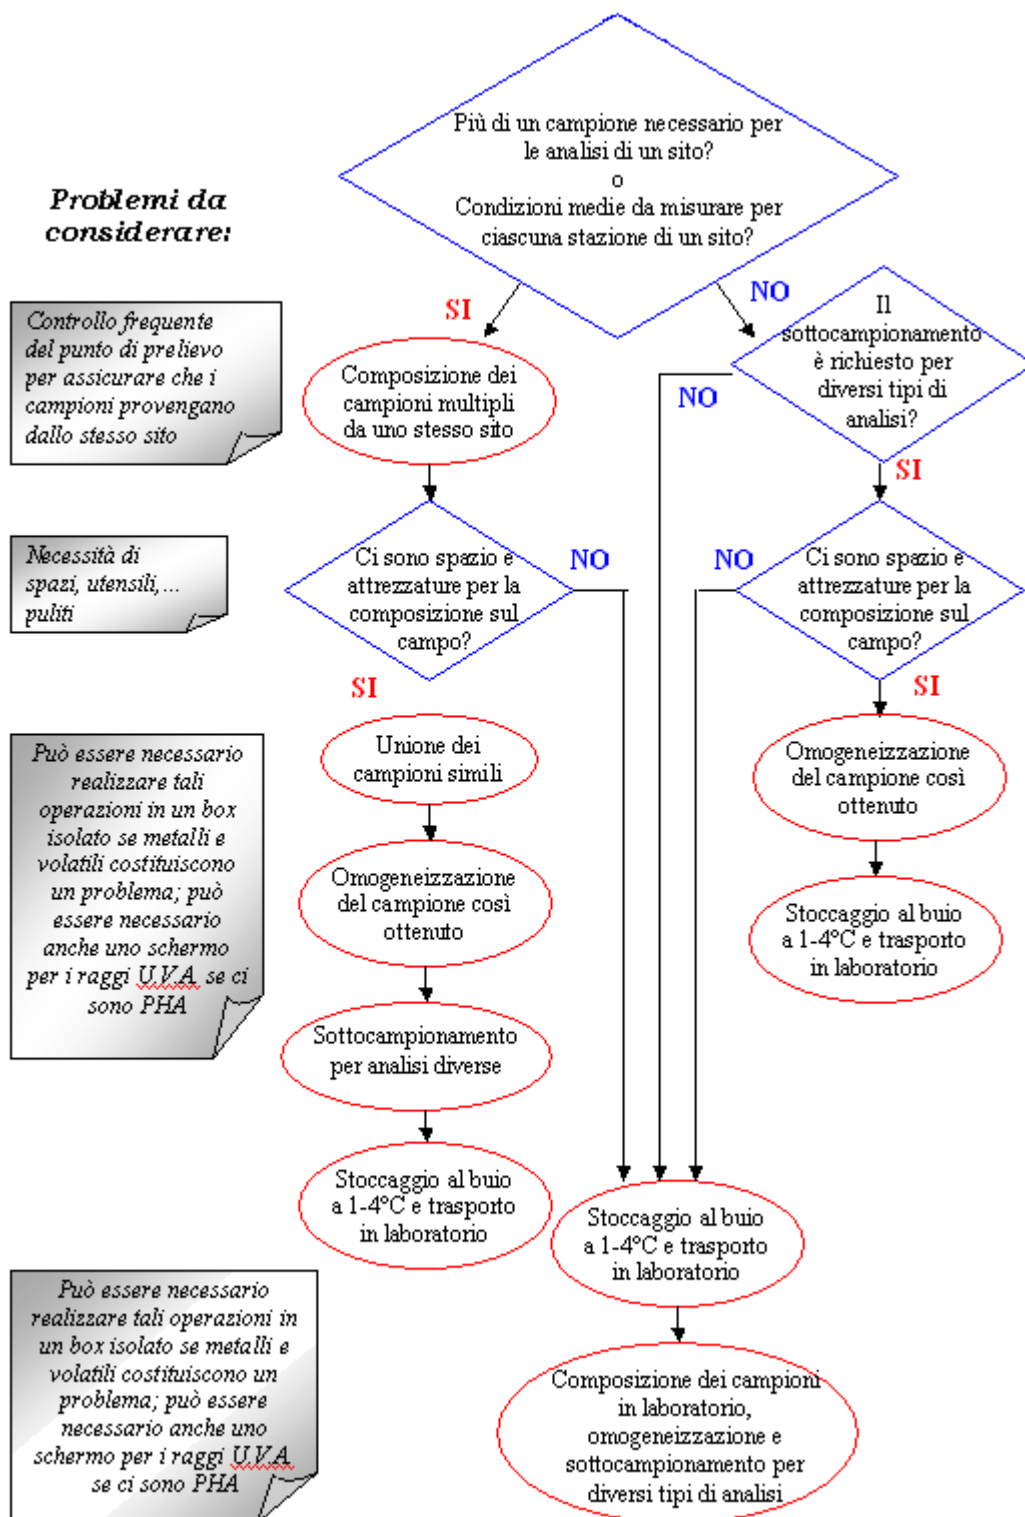 Più di un campione necessario per
le analisi di un sito?
o
Condizioni medie da misurare per
ciascuna stazione di un sito?
Problemi da
considerare:
SI
NO
Controllo frequente
del punto di prelievo
per assicurare che i
campioni provengano
dallo stesso sito
Composizione dei
campioni multipli
da uno stesso sito
NO
Il
sottocampionamento
è richiesto per
diversi tipi di
analisi?
SI
Necessità di
spazi, utensili,...
puliti
Ci sono spazio e
attrezzature per la
composizione sul
campo?
NO
NO
Ci sono spazio e
attrezzature per la
composizione sul
campo?
SI
SI
Può essere necessario
realizzare tali
operazioni in un box
isolato se metalli e
volatili costituiscono
un problema; può
essere necessario
anche uno schermo
per i raggi U.V.A. se ci
sono PHA
Unione dei
campioni simili
Omogeneizzazione
del campione così
ottenuto
Omogeneizzazione
del campione così
ottenuto
Stoccaggio al buio
a 1-4°C e trasporto
in laboratorio
Sottocampionamento
per analisi diverse
Stoccaggio al buio
a 1-4°C e trasporto
in laboratorio
Stoccaggio al buio
a 1-4°C e trasporto
in laboratorio
Può essere necessario
realizzare tali operazioni in
un box isolato se metalli e
volatili costituiscono un
problema; può essere
necessario anche uno
schermo per i raggi U.V.A.
se ci sono PHA
Composizione dei campioni
in laboratorio,
omogeneizzazione e
sottocampionamento per
diversi tipi di analisi